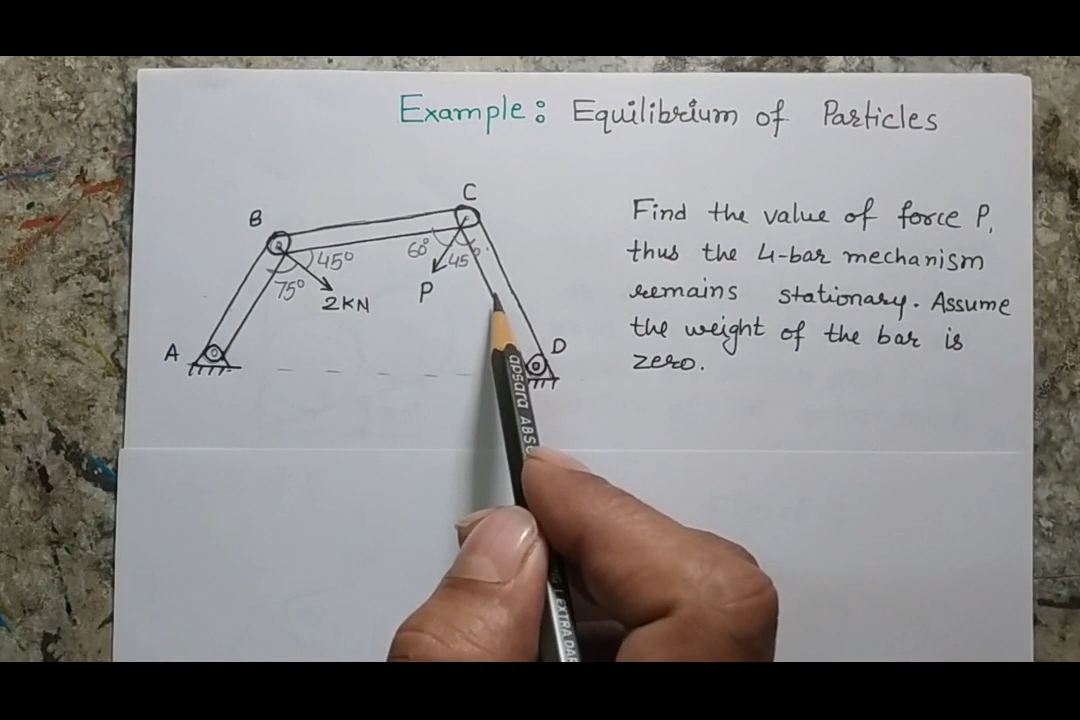 Example: Equilibrium of Particles
Find the value of force P,
thus the 4-bar mechanism
remains stationary. Assume
the weight of the bar is
zero.
C
B
60°
45°
45°
75°
P
2KN
A
D
apsara ABSO
EXTRA DAR